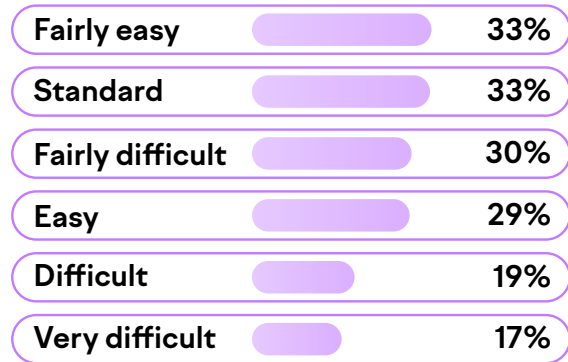 Fairly easy 33%
Standard 33%
Fairly difficult 30%
Easy 29%
Difficult 19%
Very difficult 17%